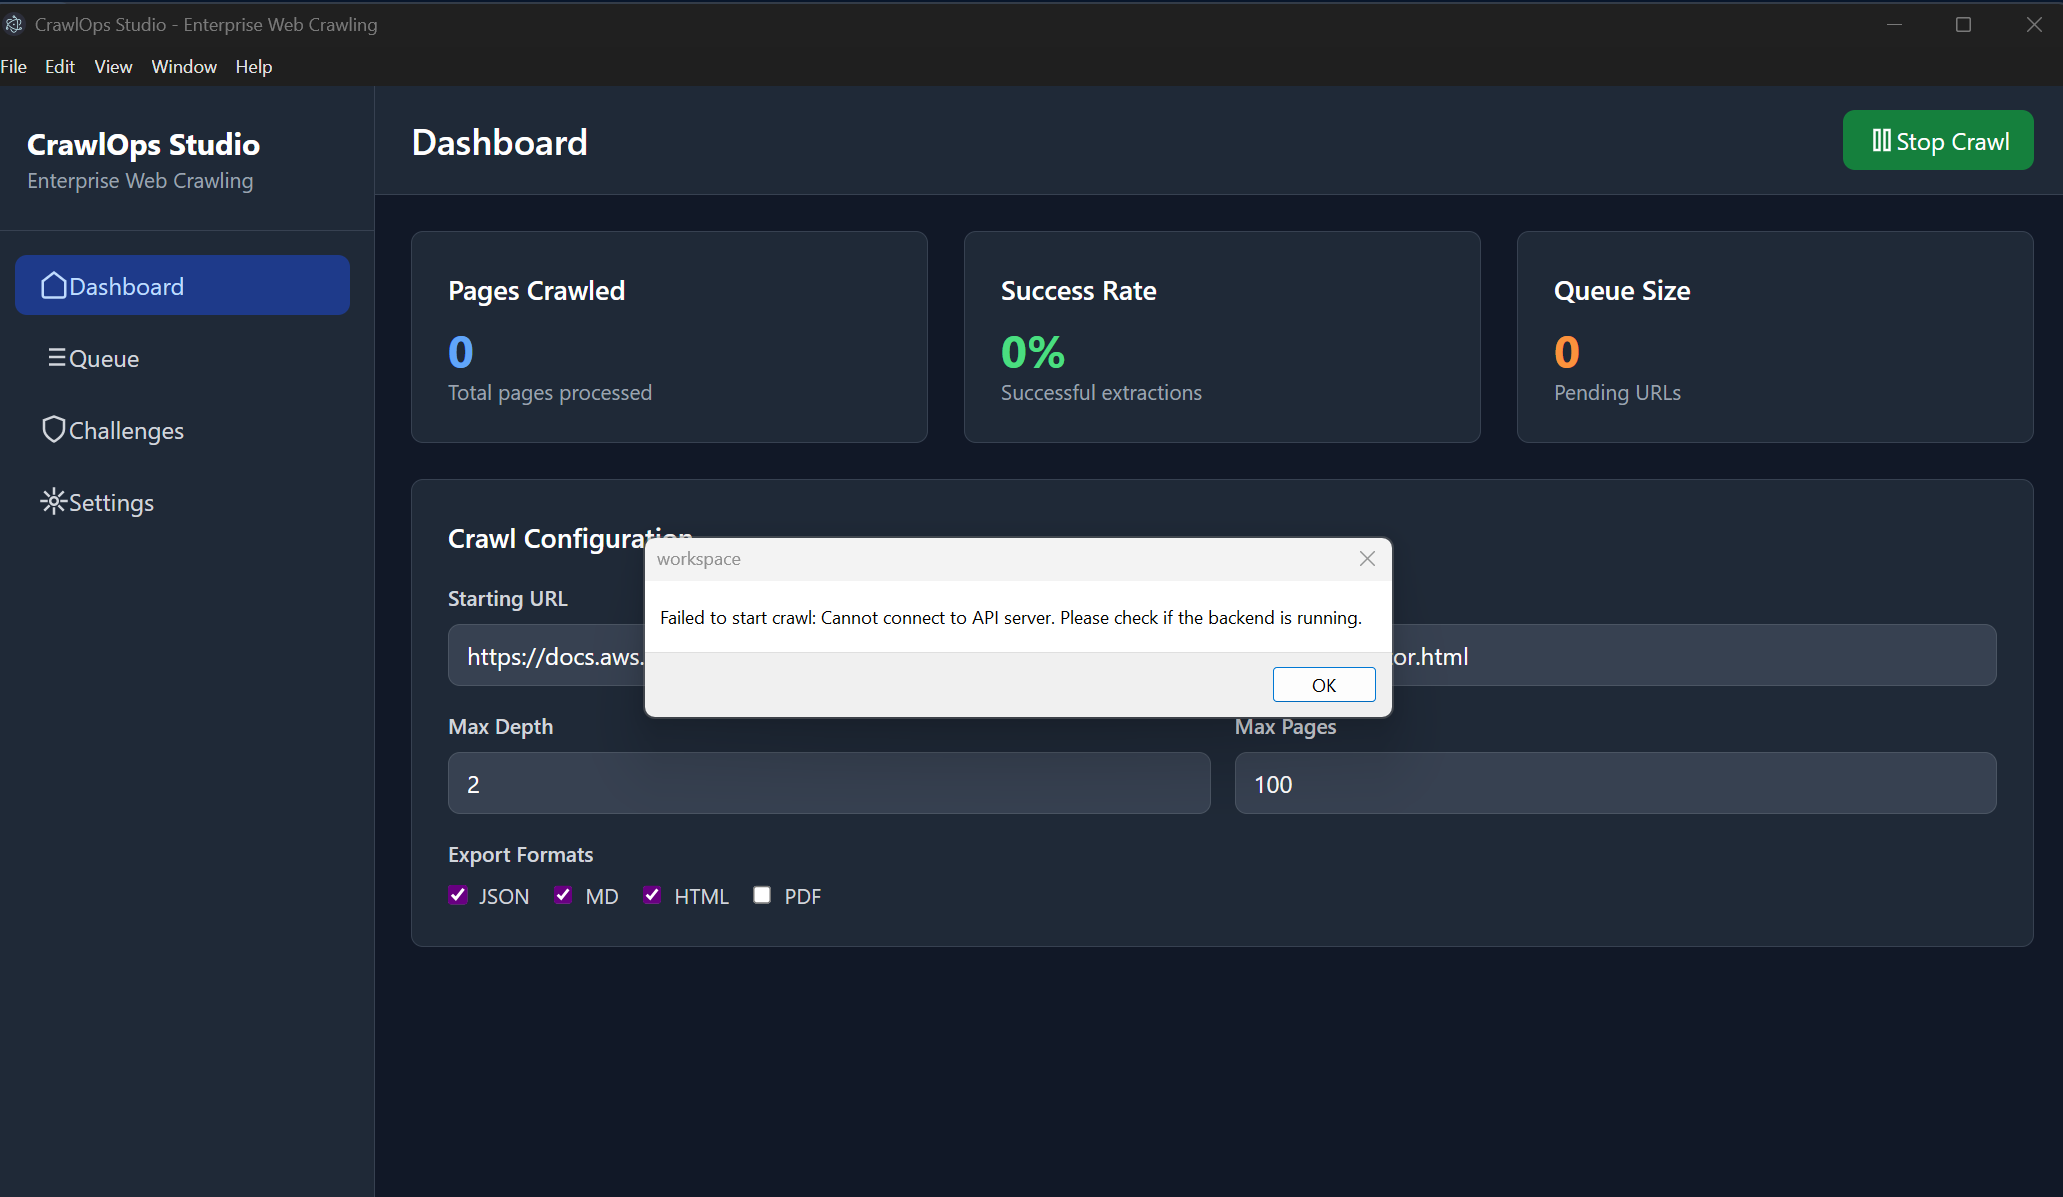 CrawlOps Studio - Enterprise Web Crawling
File Edit View Window Help
CrawlOps Studio
Enterprise Web Crawling
Dashboard
Queue
Challenges
Settings
Dashboard
Stop Crawl
Pages Crawled
0
Total pages processed
Success Rate
0%
Successful extractions
Queue Size
0
Pending URLs
Crawl Configuration
workspace
Failed to start crawl: Cannot connect to API server. Please check if the backend is running.
OK
Starting URL
https://docs.aws. or.html
Max Depth
2
Max Pages
100
Export Formats
JSON MD HTML PDF